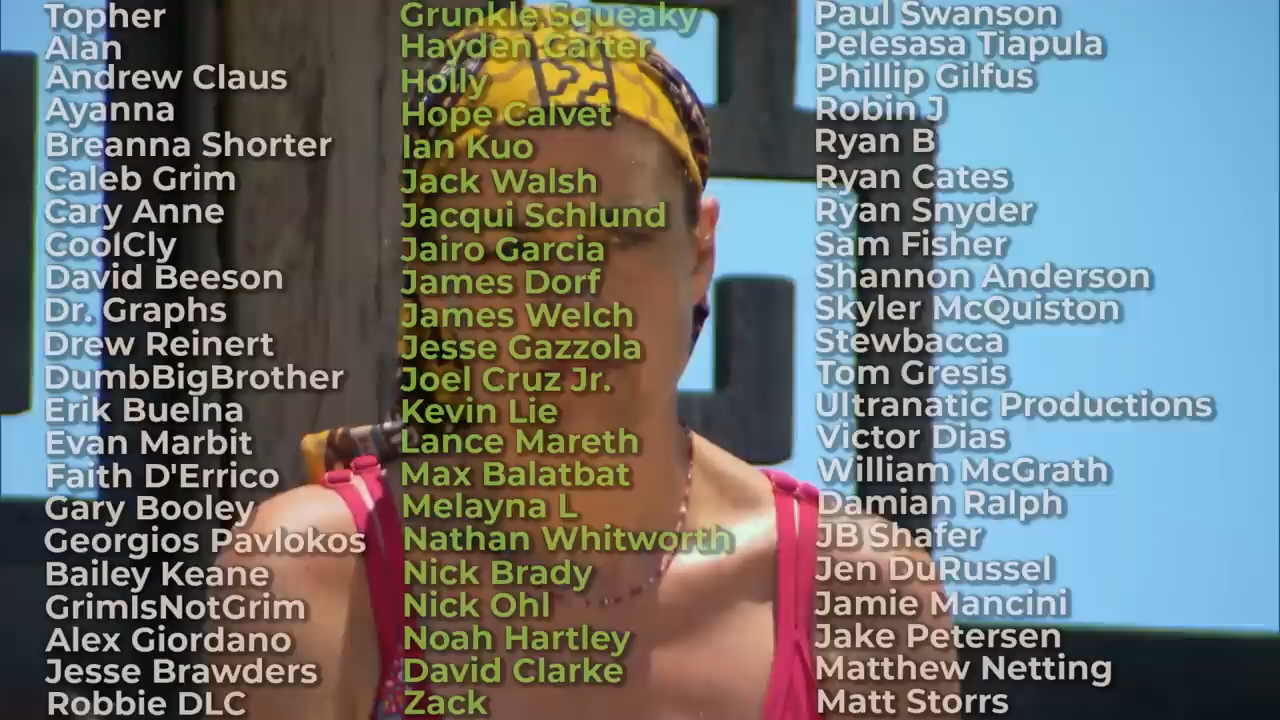 Topher
Alan
Andrew Claus
Ayanna
Breanna Shorter
Caleb Grim
Cary Anne
CoolCly
David Beeson
Dr. Graphs
Drew Reinert
DumbBigBrother
Erik Buelna
Evan Marbit
Faith D'Errico
Gary Booley
Georgios Pavlokos
Bailey Keane
GrimIsNotGrim
Alex Giordano
Jesse Brawders
Robbie DLC
Grunkle Squeaky
Hayden Carter
Holly
Hope Calvet
Ian Kuo
Jack Walsh
Jacqui Schlund
Jairo Garcia
James Dorf
James Welch
Jesse Gazzola
Joel Cruz Jr.
Kevin Lie
Lance Mareth
Max Balatbat
Melayna L
Nathan Whitworth
Nick Brady
Nick Ohl
Noah Hartley
David Clarke
Zack
Paul Swanson
Pelesasa Tiapula
Phillip Gilfus
Robin J
Ryan B
Ryan Cates
Ryan Snyder
Sam Fisher
Shannon Anderson
Skyler McQuiston
Stewbacca
Tom Gresis
Ultranatic Productions
Victor Dias
William McGrath
Damian Ralph
JB Shafer
Jen DuRussel
Jamie Mancini
Jake Petersen
Matthew Netting
Matt Storrs